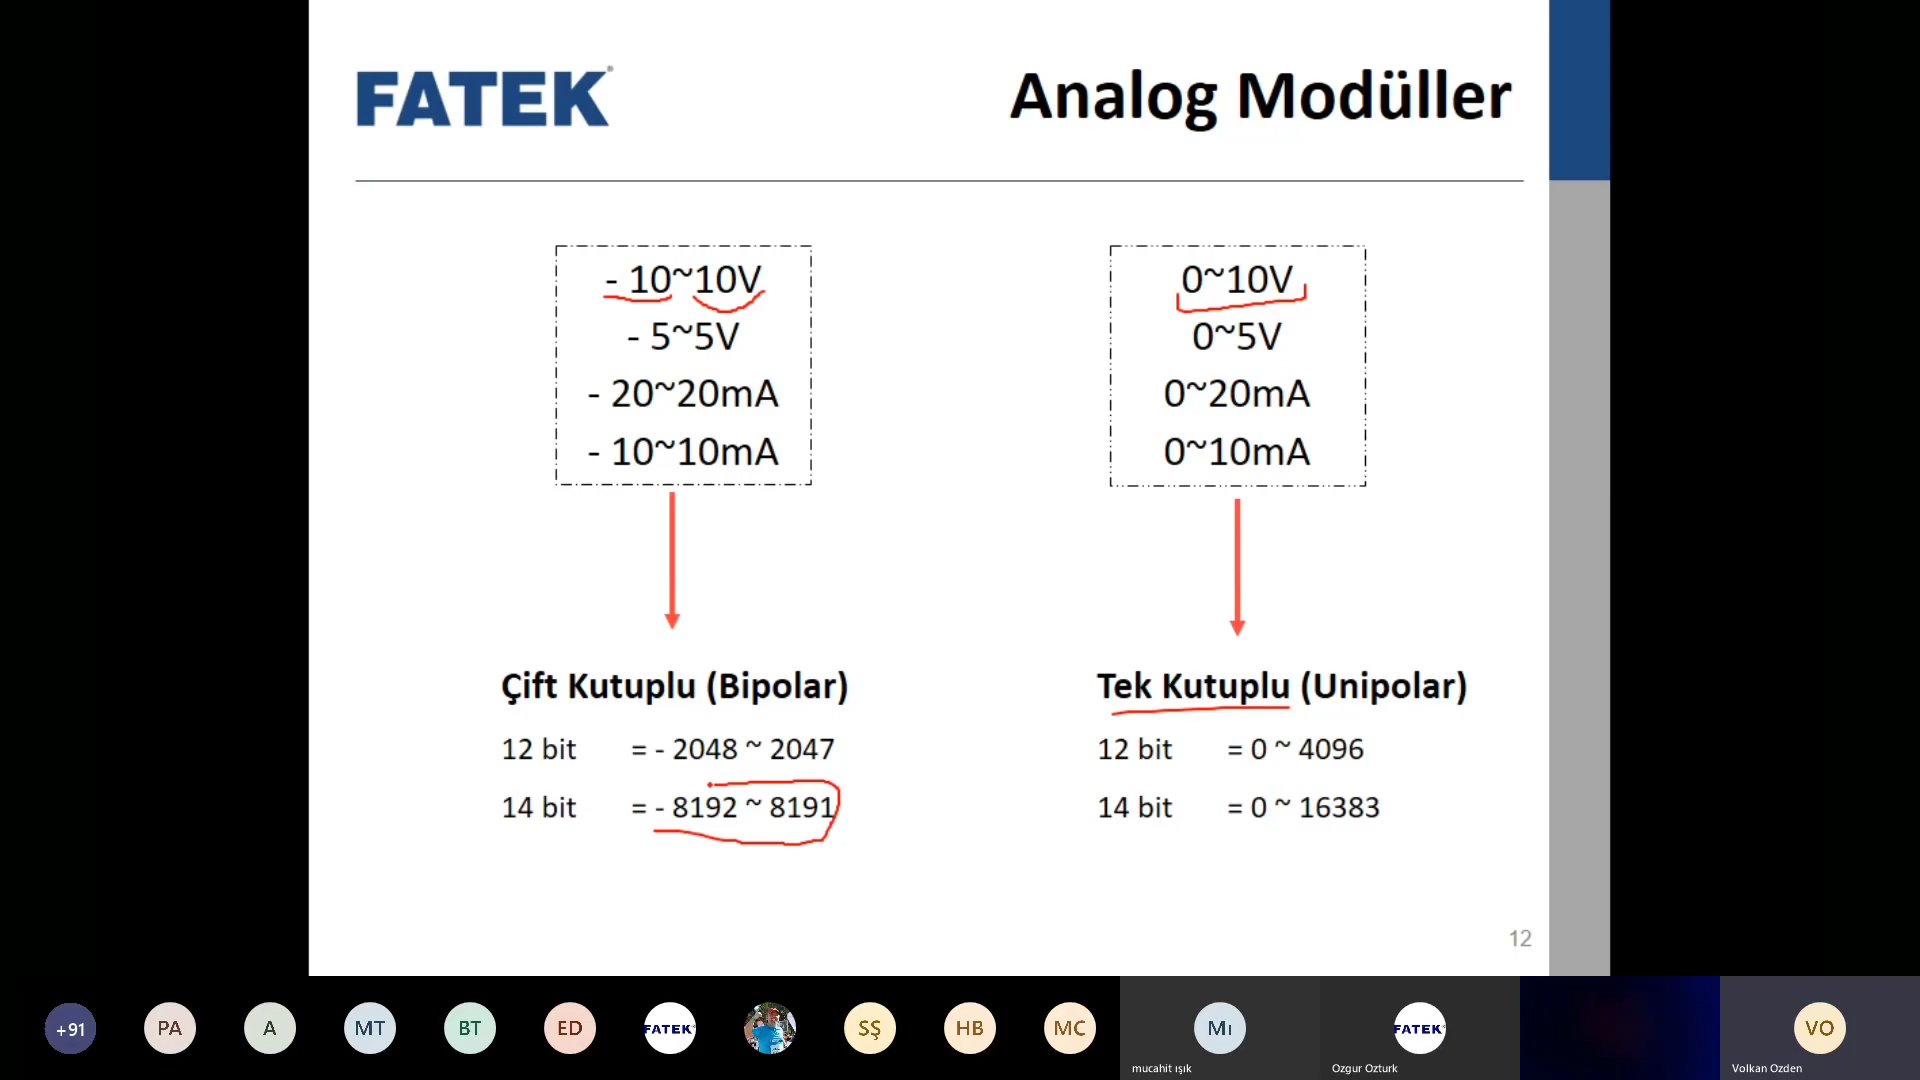 FATEK
Analog Modüller
- 10~10V
- 5~5V
- 20~20mA
- 10~10mA
0~10V
0~5V
0~20mA
0~10mA
Çift Kutuplu (Bipolar)
12 bit = - 2048 ~ 2047
14 bit = - 8192 ~ 8191
Tek Kutuplu (Unipolar)
12 bit = 0 ~ 4096
14 bit = 0 ~ 16383
12
+91
PA
A
MT
BT
ED
FATEK
SŞ
HB
MC
Mı
mucahit ışık
FATEK
Ozgur Ozturk
VO
Volkan Ozden